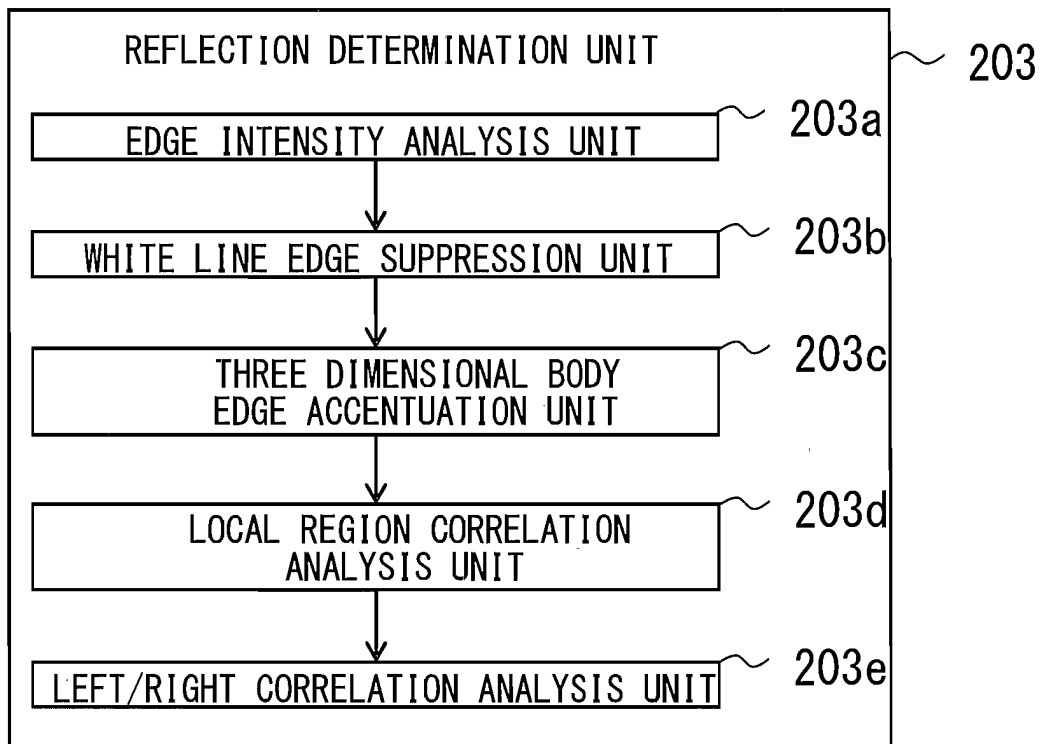 REFLECTION DETERMINATION UNIT
203
203a
EDGE INTENSITY ANALYSIS UNIT
203b
WHITE LINE EDGE SUPPRESSION UNIT
203c
THREE DIMENSIONAL BODY
EDGE ACCENTUATION UNIT
203d
LOCAL REGION CORRELATION
ANALYSIS UNIT
203e
LEFT/RIGHT CORRELATION ANALYSIS UNIT